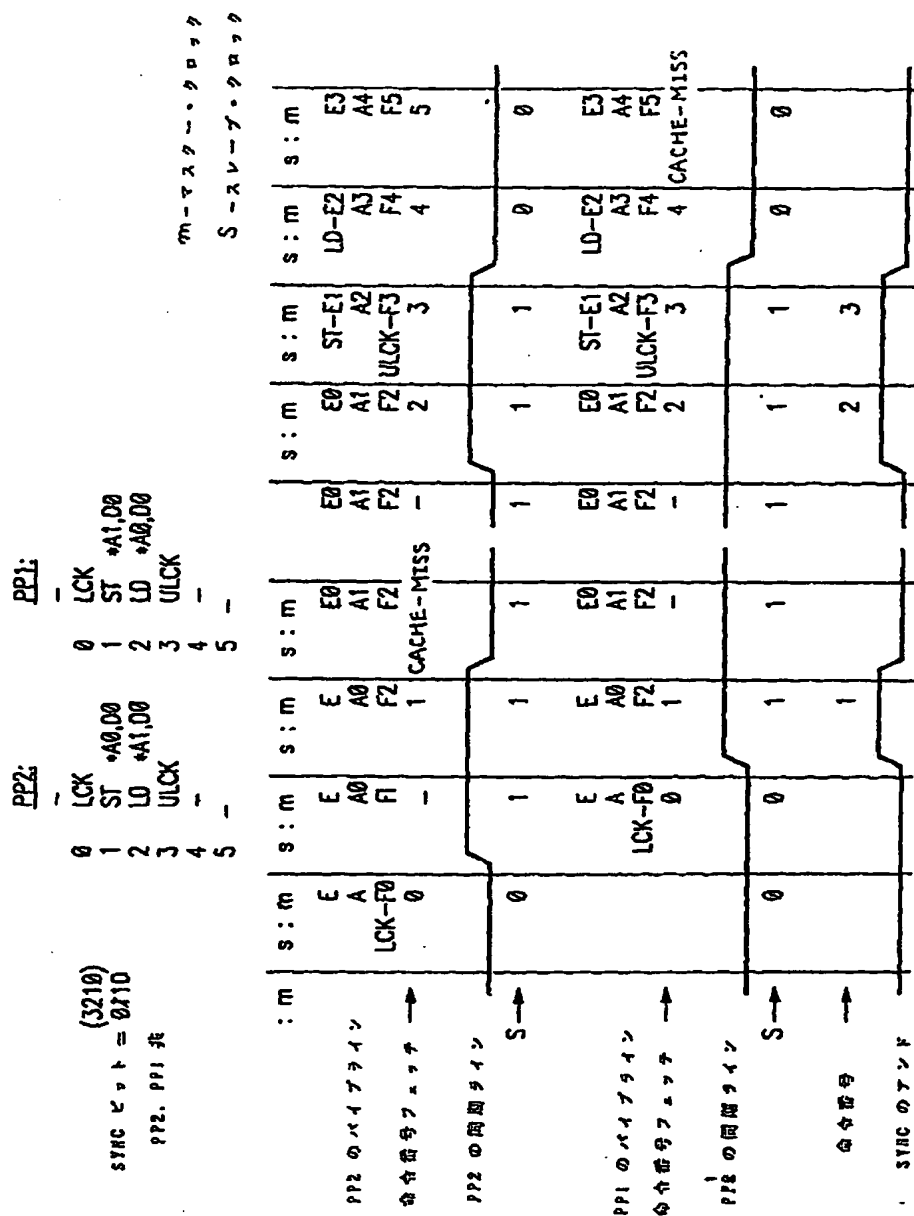 SYNC ビット = 0110
(3210)
PP2, PP1 共
PP2:
—
0 LCK
1 ST *A0,D0
2 LD *A1,D0
3 ULCK
4 —
5 —
PP1:
—
0 LCK
1 ST *A1,D0
2 LD *A0,D0
3 ULCK
4 —
5 —
m-マスター・クロック
S-スレーブ・クロック
: m s : m s : m s : m s : m s : m s : m s : m s : m
PP2 のパイプライン
E E E E0 E0 E0 ST-E1 LD-E2 E3
A A0 A0 A1 A1 A1 A2 A3 A4
LCK-F0 F1 F2 F2 F2 F2 ULCK-F3 F4 F5
命令番号フェッチ → 0 - 1 - - 2 3 4 5
CACHE-MISS
PP2 の同期ライン
S→ 0 1 1 1 1 1 1 0 0
PP1 のパイプライン
E E E0 E0 E0 ST-E1 LD-E2 E3
A A0 A1 A1 A1 A2 A3 A4
LCK-F0 F2 F2 F2 F2 ULCK-F3 F4 F5
命令番号フェッチ → 0 1 - - 2 3 4
CACHE-MISS
1
PP2 の同期ライン
S→ 0 0 1 1 1 1 1 0 0
命令番号 → 1 2 3
SYNC のアンド